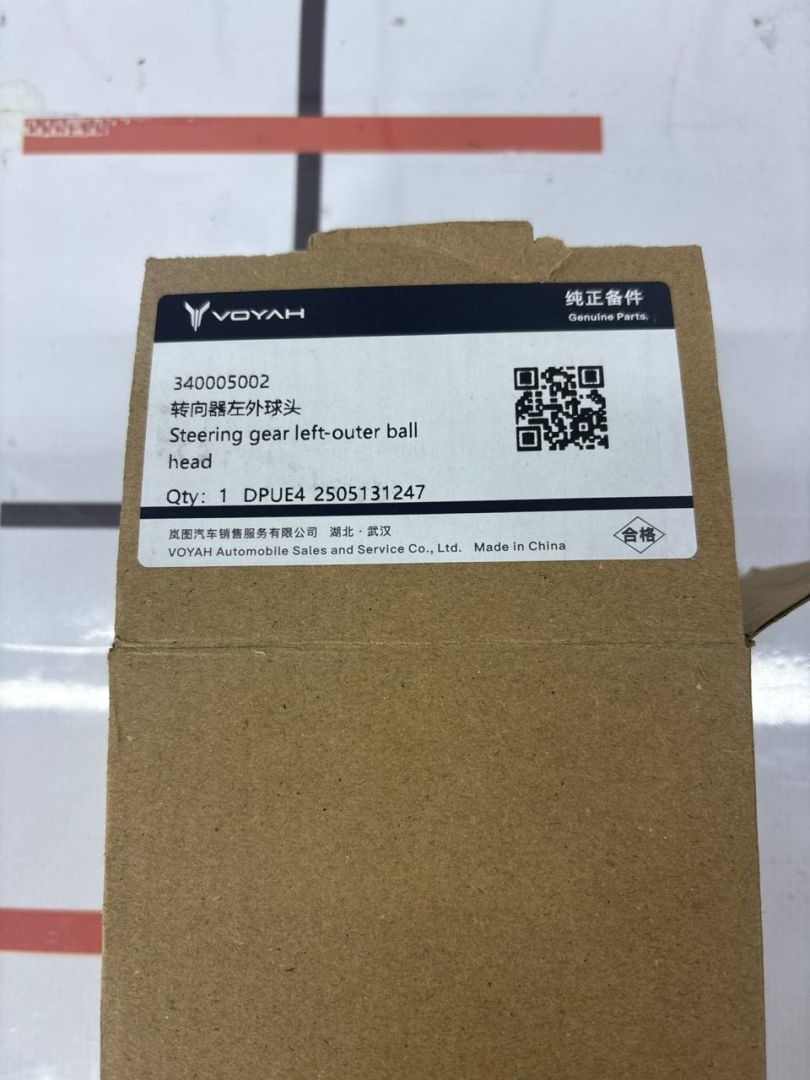 VOYAH
纯正备件
Genuine Parts
340005002
转向器左外球头
Steering gear left-outer ball
head
Qty: 1 DPUE4 2505131247
岚图汽车销售服务有限公司 湖北·武汉
VOYAH Automobile Sales and Service Co., Ltd. Made in China
合格